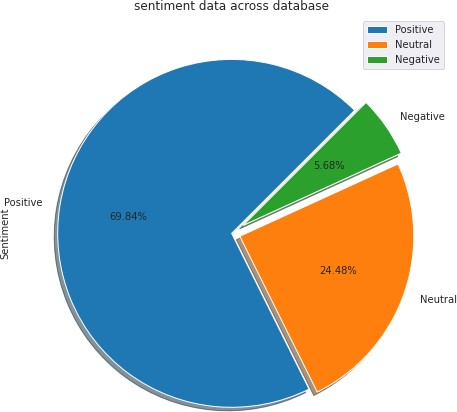 sentiment data across database
Positive
Neutral
Negative
Negative
5.68%
Positive
69.84%
Sentiment
24.48%
Neutral